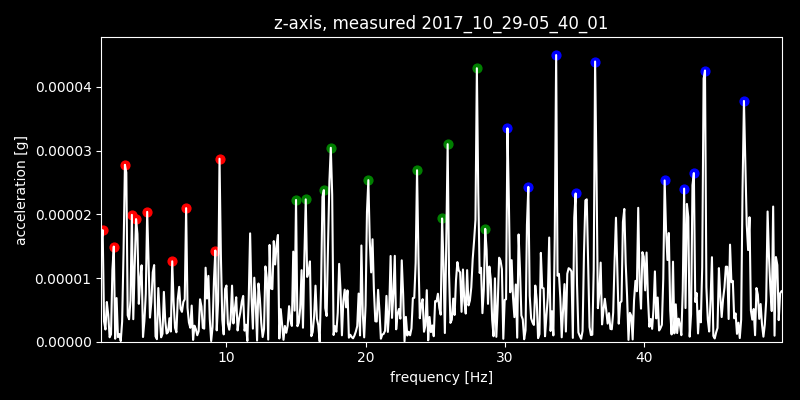 z-axis, measured 2017_10_29-05_40_01
acceleration [g]
0.00004
0.00003
0.00002
0.00001
0.00000
10 20 30 40
frequency [Hz]